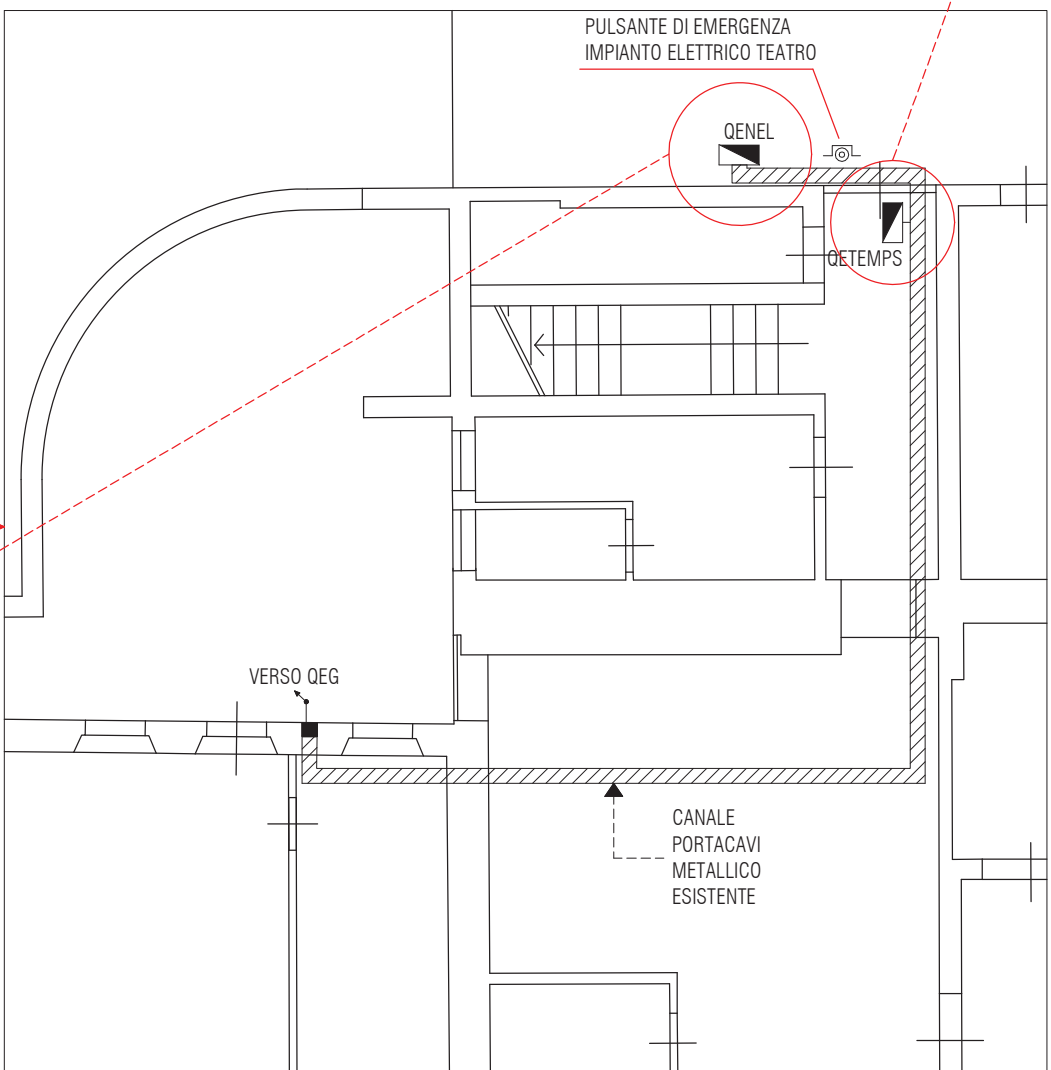 PULSANTE DI EMERGENZA
IMPIANTO ELETTRICO TEATRO
QENEL
QETEMPS
VERSO QEG
CANALE
PORTACAVI
METALLICO
ESISTENTE